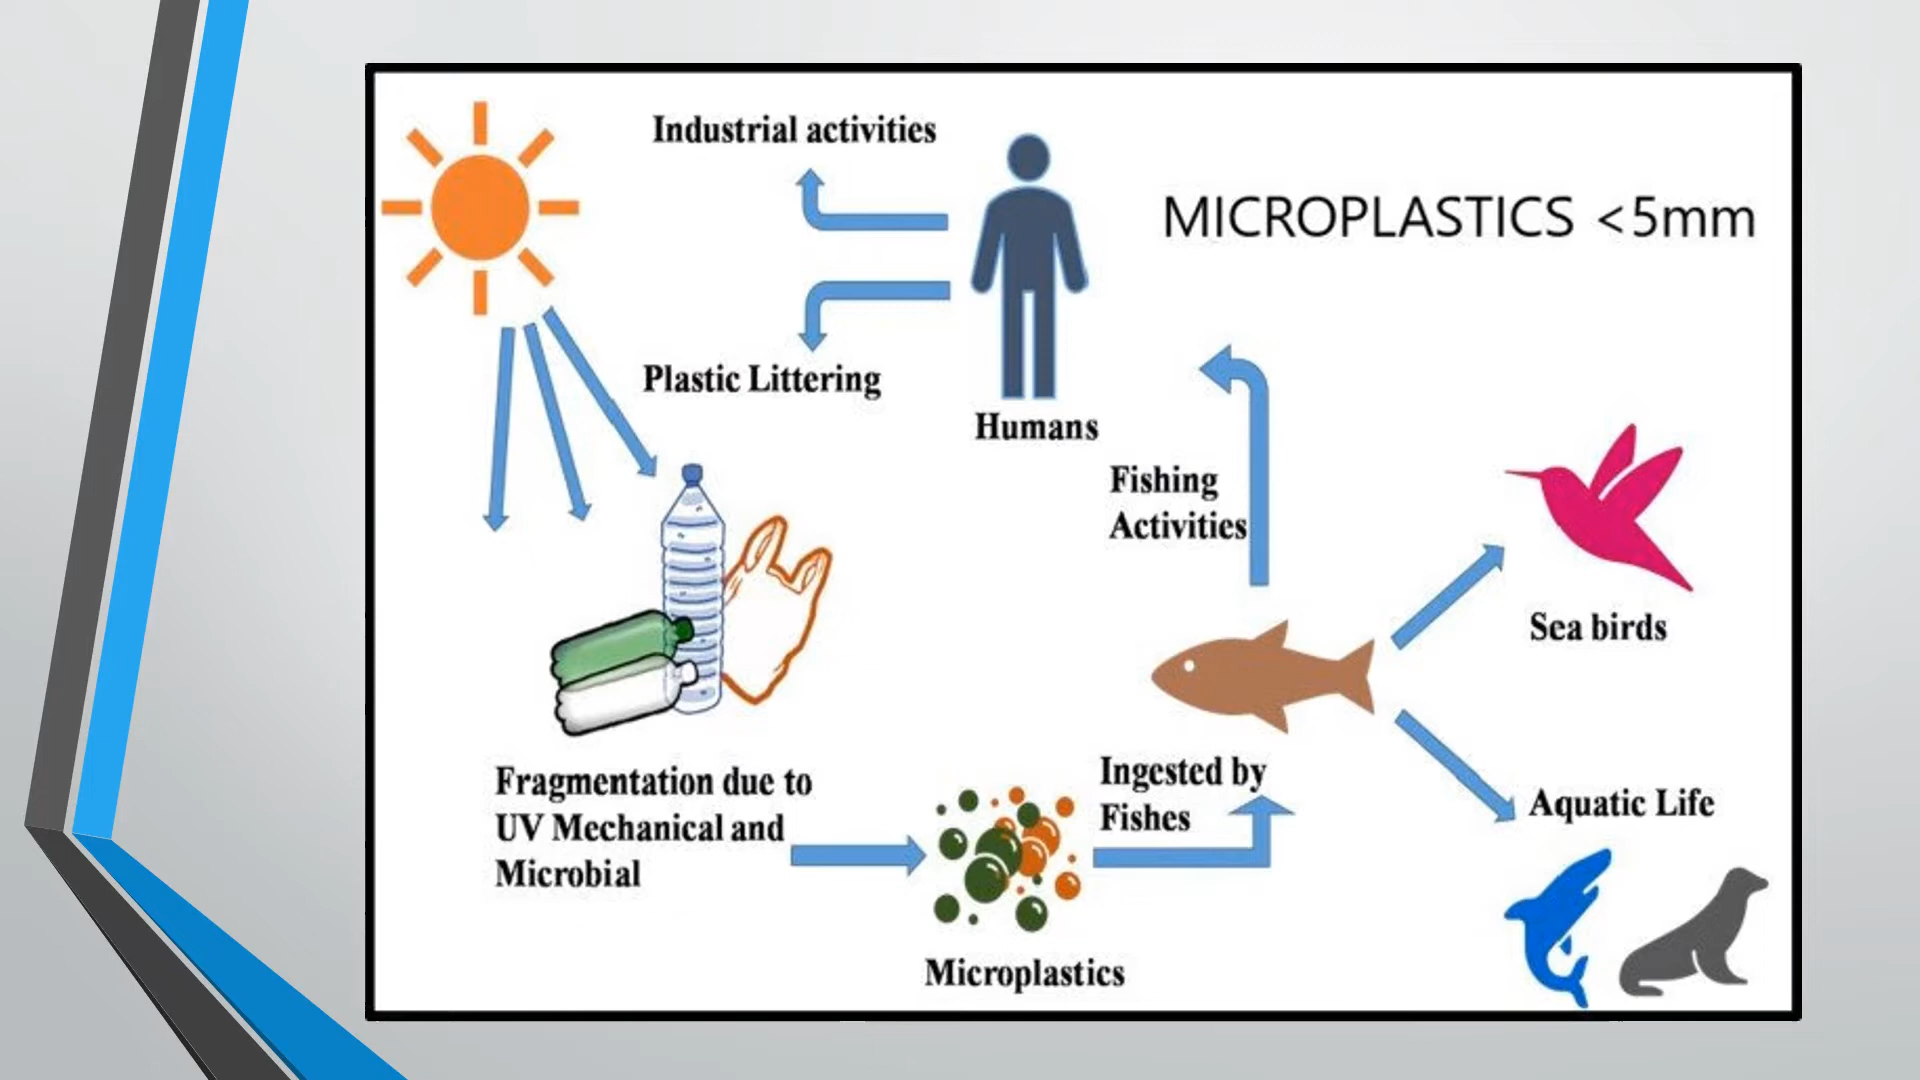 Industrial activities
MICROPLASTICS <5mm
Plastic Littering
Humans
Fishing
Activities
Sea birds
Fragmentation due to
UV Mechanical and
Microbial
Ingested by
Fishes
Aquatic Life
Microplastics